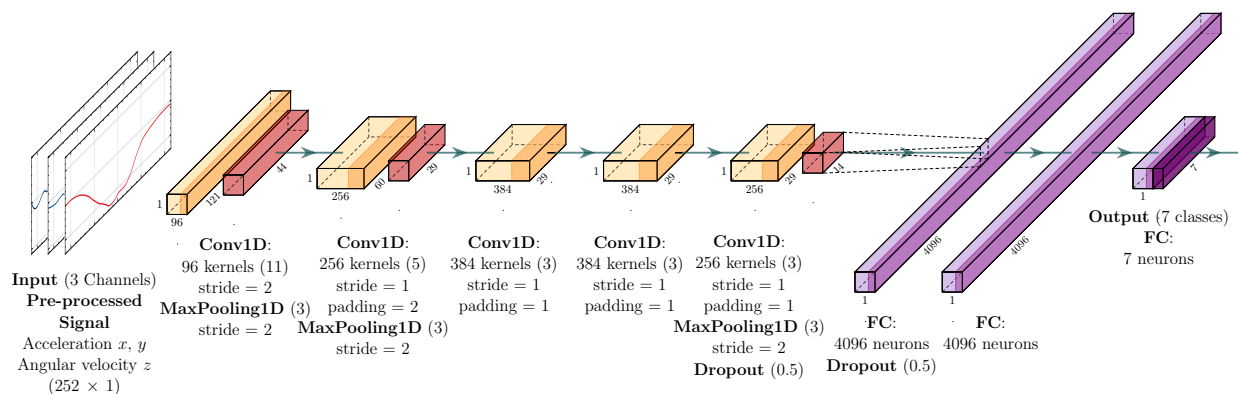 Input (3 Channels)
Pre-processed
Signal
Acceleration x, y
Angular velocity z
(252 × 1)
1
96
121
44
Conv1D:
96 kernels (11)
stride = 2
MaxPooling1D (3)
stride = 2
1
256
60
29
Conv1D:
256 kernels (5)
stride = 1
padding = 2
MaxPooling1D (3)
stride = 2
1
384
29
Conv1D:
384 kernels (3)
stride = 1
padding = 1
1
384
29
Conv1D:
384 kernels (3)
stride = 1
padding = 1
1
256
29
14
Conv1D:
256 kernels (3)
stride = 1
padding = 1
MaxPooling1D (3)
stride = 2
Dropout (0.5)
1
4096
FC:
4096 neurons
Dropout (0.5)
1
4096
FC:
4096 neurons
1
7
Output (7 classes)
FC:
7 neurons